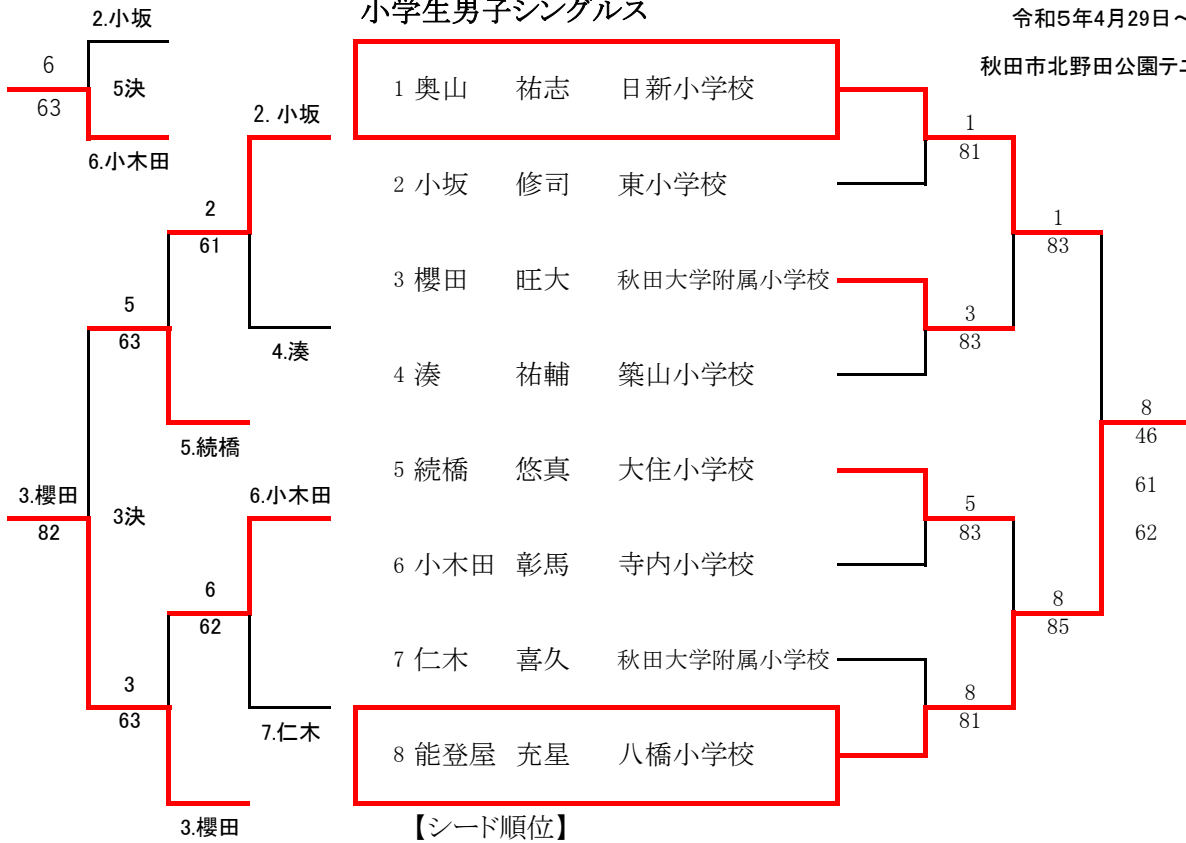 小学生男子シングルス
令和5年4月29日～
秋田市北野田公園テニ
2.小坂
6
63
5決
6.小木田
2. 小坂
2
61
4.湊
5
63
5.続橋
3.櫻田
82
3決
6.小木田
6
62
7.仁木
3
63
3.櫻田
1 奥山 祐志 日新小学校
2 小坂 修司 東小学校
3 櫻田 旺大 秋田大学附属小学校
4 湊 祐輔 築山小学校
5 続橋 悠真 大住小学校
6 小木田 彰馬 寺内小学校
7 仁木 喜久 秋田大学附属小学校
8 能登屋 充星 八橋小学校
【シード順位】
1
81
3
83
5
83
8
81
1
83
8
85
8
46
61
62